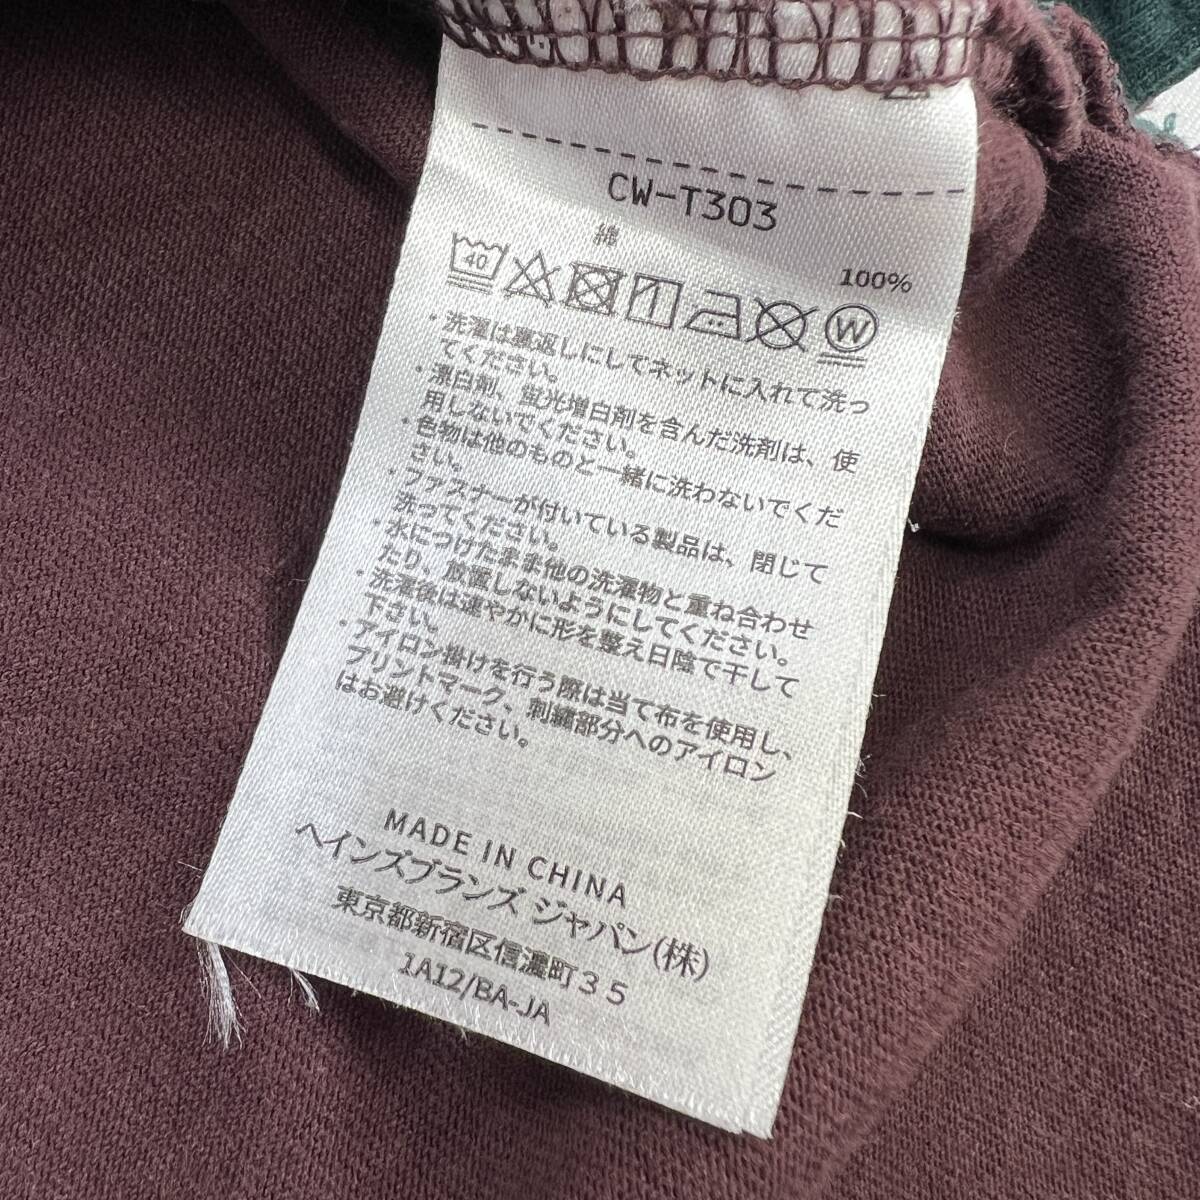 CW-T303
綿
100%
40
W
・洗濯は裏返しにしてネットに入れて洗っ
てください。
・漂白剤、蛍光増白剤を含んだ洗剤は、使
用しないでください。
・色物は他のものと一緒に洗わないでくだ
さい。
・ファスナーが付いている製品は、閉じて
洗ってください。
・水につけたまま他の洗濯物と重ね合わせ
たり、放置しないようにしてください。
・洗濯後は速やかに形を整え日陰で干して
下さい。
・アイロン掛けを行う際は当て布を使用し、
プリントマーク、刺繍部分へのアイロン
はお避けください。
MADE IN CHINA
ヘインズブランズ ジャパン(株)
東京都新宿区信濃町35
1A12/BA-JA